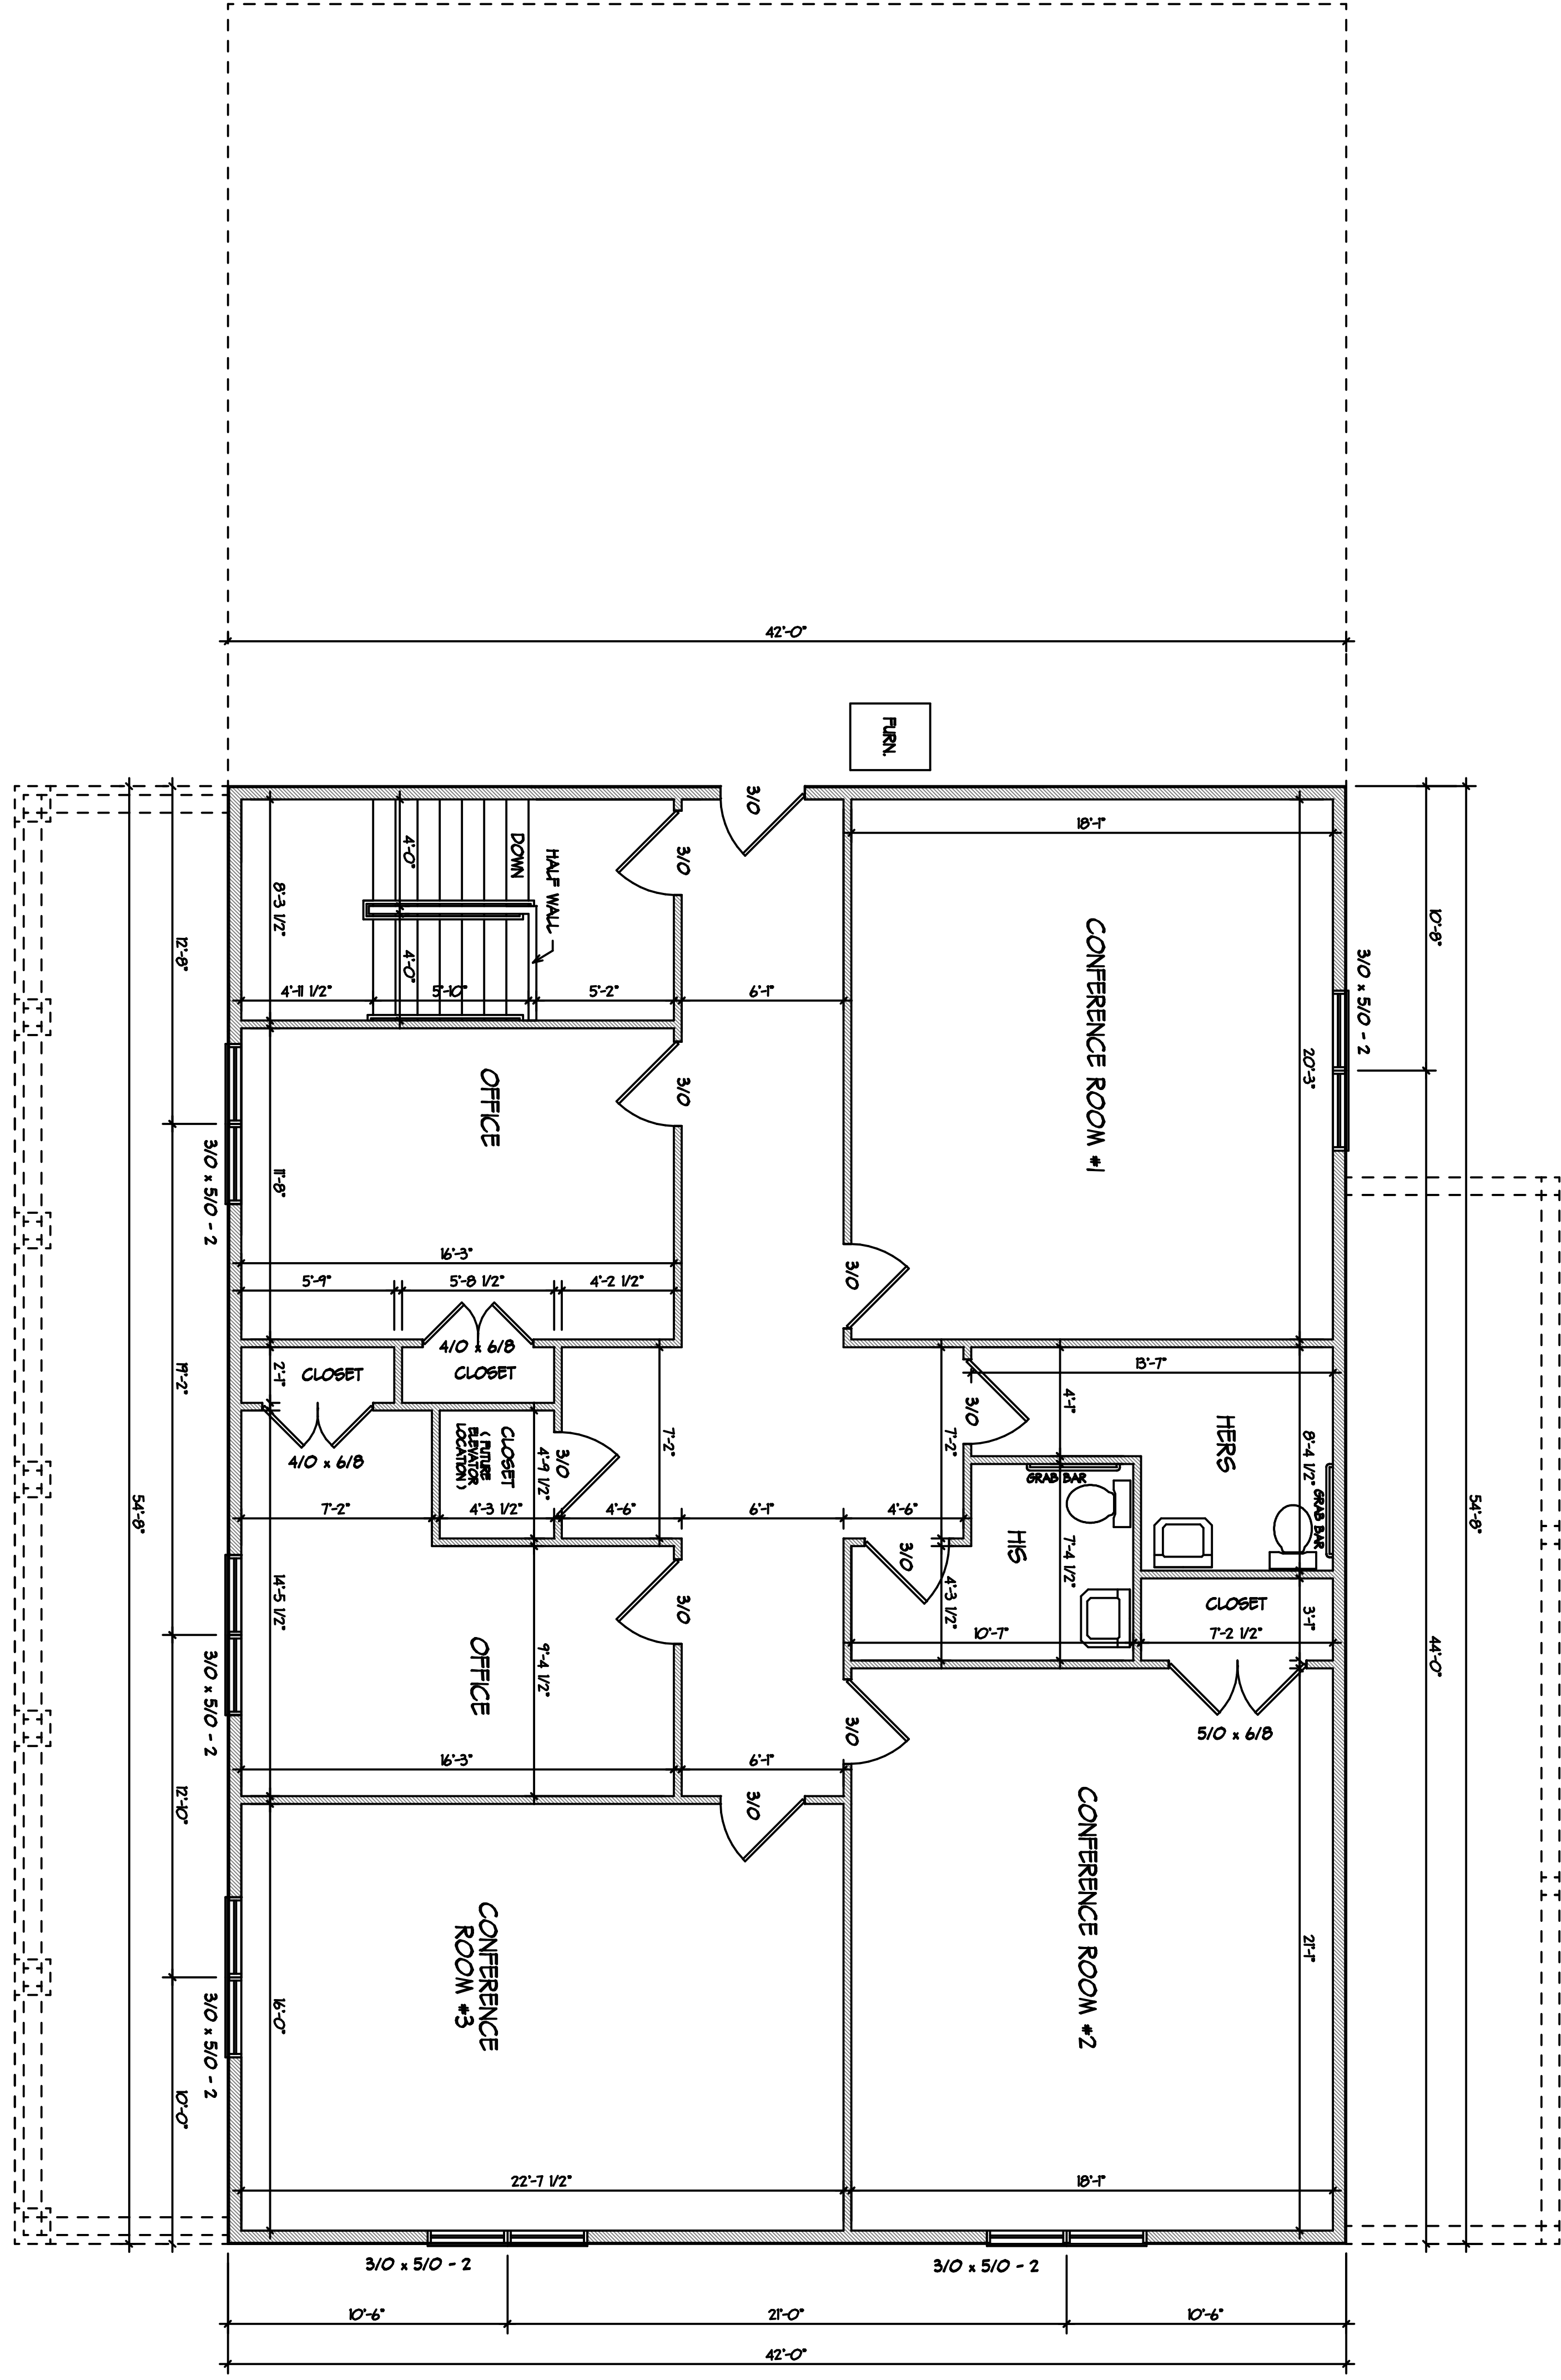 42'-0"
FURN.
3/0
18'-1"
3/0
4'-0"
DOWN
HALF WALL
8'-3 1/2"
12'-8"
10'-8"
CONFERENCE ROOM #1
3/0 x 5/0 - 2
4'-0"
4'-11 1/2"
5'-10"
5'-2"
6'-1"
20'-3"
OFFICE
3/0
11'-8"
3/0 x 5/0 - 2
16'-3"
5'-9"
5'-8 1/2"
4'-2 1/2"
3/0
4/0 x 6/8
2'-1"
CLOSET
CLOSET
19'-2"
13'-7"
4'-1"
3/0
7'-2"
7'-2"
HERS
8'-4 1/2"
CLOSET
( FUTURE
ELEVATOR
LOCATION )
4'-9 1/2"
3/0
4/0 x 6/8
GRAB BAR
GRAB BAR
7'-2"
4'-3 1/2"
4'-6"
6'-1"
4'-6"
54'-8"
54'-8"
HIS
3/0
7'-4 1/2"
4'-3 1/2"
14'-5 1/2"
3/0
CLOSET
3'-1"
10'-7"
7'-2 1/2"
44'-0"
OFFICE
9'-4 1/2"
3/0 x 5/0 - 2
3/0
5/0 x 6/8
16'-3"
6'-1"
3/0
12'-10"
CONFERENCE ROOM #2
21'-1"
CONFERENCE
ROOM #3
16'-0"
3/0 x 5/0 - 2
10'-0"
22'-7 1/2"
18'-1"
3/0 x 5/0 - 2
3/0 x 5/0 - 2
10'-6"
21'-0"
10'-6"
42'-0"